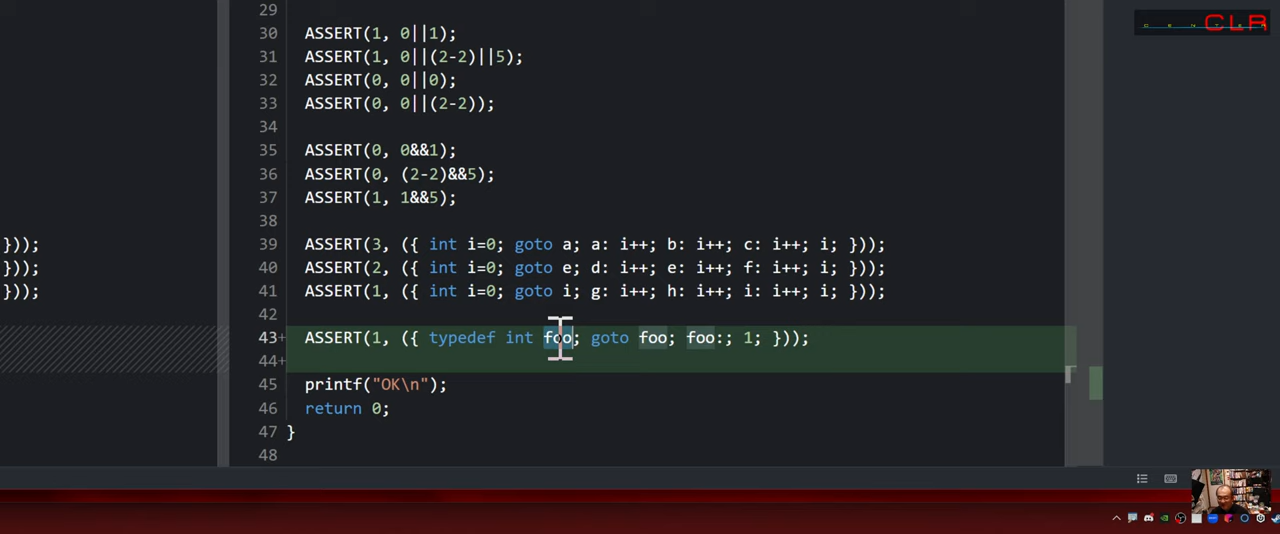 CENTER CLR
29
30 ASSERT(1, 0||1);
31 ASSERT(1, 0||(2-2)||5);
32 ASSERT(0, 0||0);
33 ASSERT(0, 0||(2-2));
34
35 ASSERT(0, 0&&1);
36 ASSERT(0, (2-2)&&5);
37 ASSERT(1, 1&&5);
38
}));
39 ASSERT(3, ({ int i=0; goto a; a: i++; b: i++; c: i++; i; }));
}));
40 ASSERT(2, ({ int i=0; goto e; d: i++; e: i++; f: i++; i; }));
}));
41 ASSERT(1, ({ int i=0; goto i; g: i++; h: i++; i: i++; i; }));
42
43+ ASSERT(1, ({ typedef int foo; goto foo; foo:; 1; }));
44+
45 printf("OK\n");
46 return 0;
47 }
48